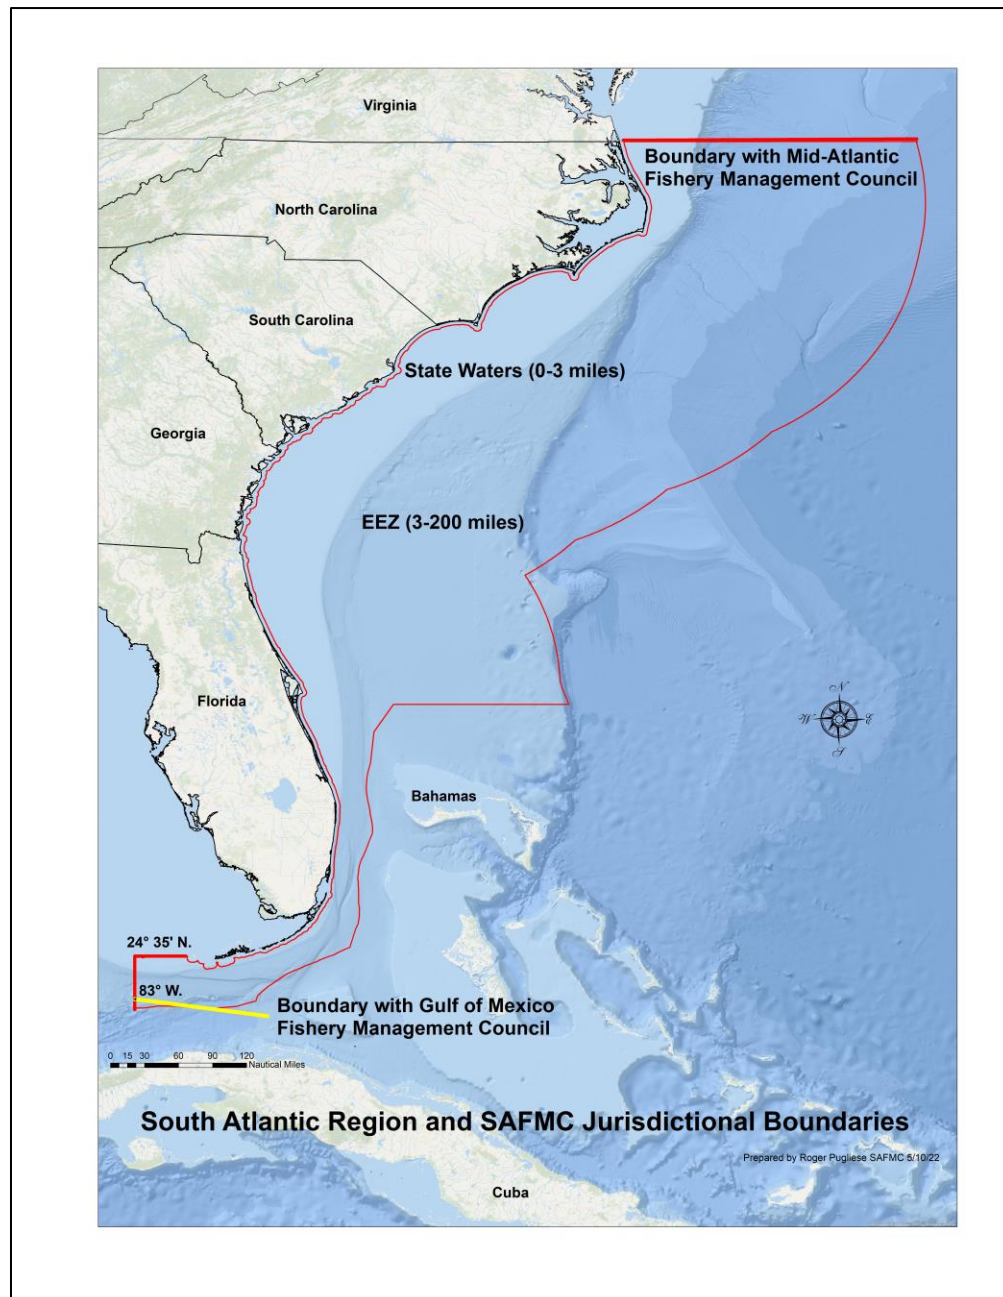 Virginia
Boundary with Mid-Atlantic
Fishery Management Council
North Carolina
South Carolina
State Waters (0-3 miles)
Georgia
EEZ (3-200 miles)
Florida
N
W
E
S
Bahamas
24° 35' N.
83° W.
Boundary with Gulf of Mexico
Fishery Management Council
0 15 30 60 90 120
Nautical Miles
South Atlantic Region and SAFMC Jurisdictional Boundaries
Prepared by Roger Pugliese SAFMC 5/10/22
Cuba